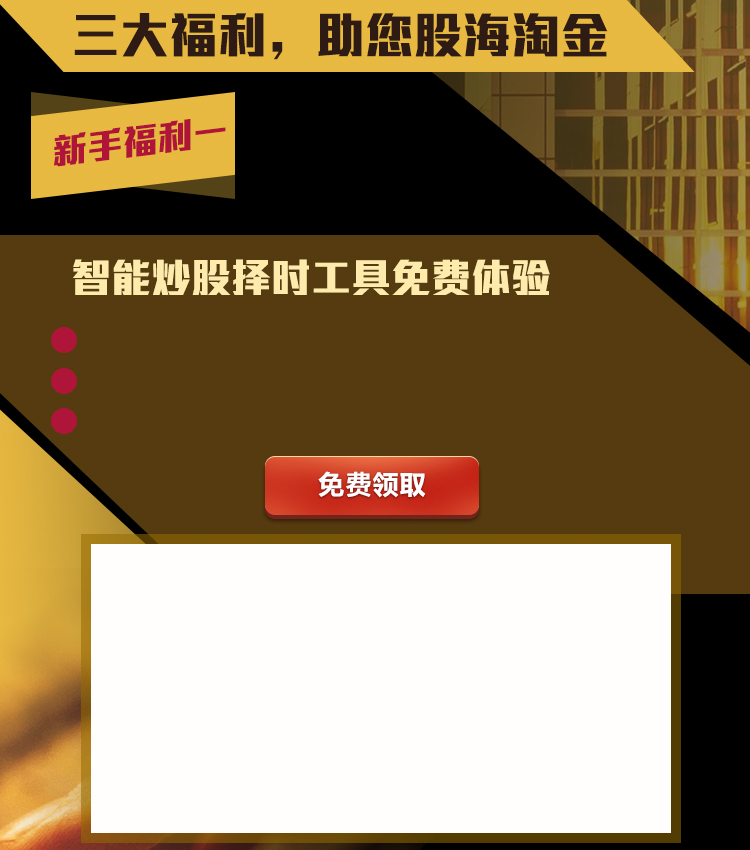 三大福利，助您股海淘金
新手福利一
智能炒股择时工具免费体验
免费领取